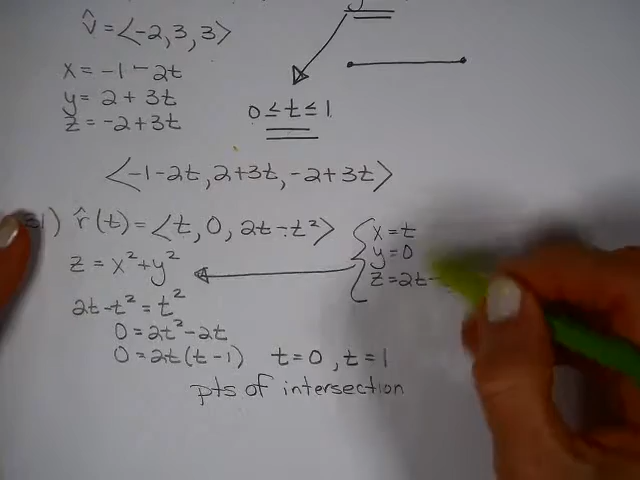 v̂ = <-2, 3, 3>
x = -1 - 2t
y = 2 + 3t
z = -2 + 3t
0 ≤ t ≤ 1
<-1-2t, 2+3t, -2+3t>
31) r̂(t) = <t, 0, 2t - t²>
x = t
y = 0
z = 2t -
z = x² + y²
2t - t² = t²
0 = 2t² - 2t
0 = 2t(t - 1) t = 0, t = 1
pts of intersection